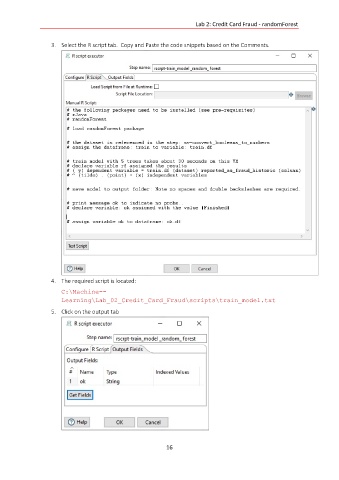 Lab 2: Credit Card Fraud - randomForest
3. Select the R script tab. Copy and Paste the code snippets based on the Comments.
R script executor
Step name: rscript-train_model_random_forest
Configure R Script Output Fields
Load Script from File at Runtime:
Script File Location: Browse
Manual R Script:
# the following packages need to be installed (see pre-requisites)
# rJava
# randomForest
# load randomForest package
# the dataset is referenced in the step: sv-convert_booleans_to_numbers
# assign the dataframe: train to variable: train.df
# train model with 5 trees takes about 30 seconds on this VM
# declare variable rf assigned the results
# ( y) dependent variable = train.df (dataset) reported_as_fraud_historic (column)
# ~ (tilde) . (point) = (x) independent variables
# save model to output folder. Note no spaces and double backslashes are required.
# print message ok to indicate no probs
# declare variable: ok assigned with the value (Finished)
# assign variable ok to dataframe: ok.df
Test Script
Help OK Cancel
4. The required script is located:
C:\Machine--
Learning\Lab_02_Credit_Card_Fraud\scripts\train_model.txt
5. Click on the output tab
R script executor
Step name: rscript-train_model_random_forest
Configure R Script Output Fields
Output Fields:
# Name Type Indexed Values
1 ok String
Get Fields
Help OK Cancel
16